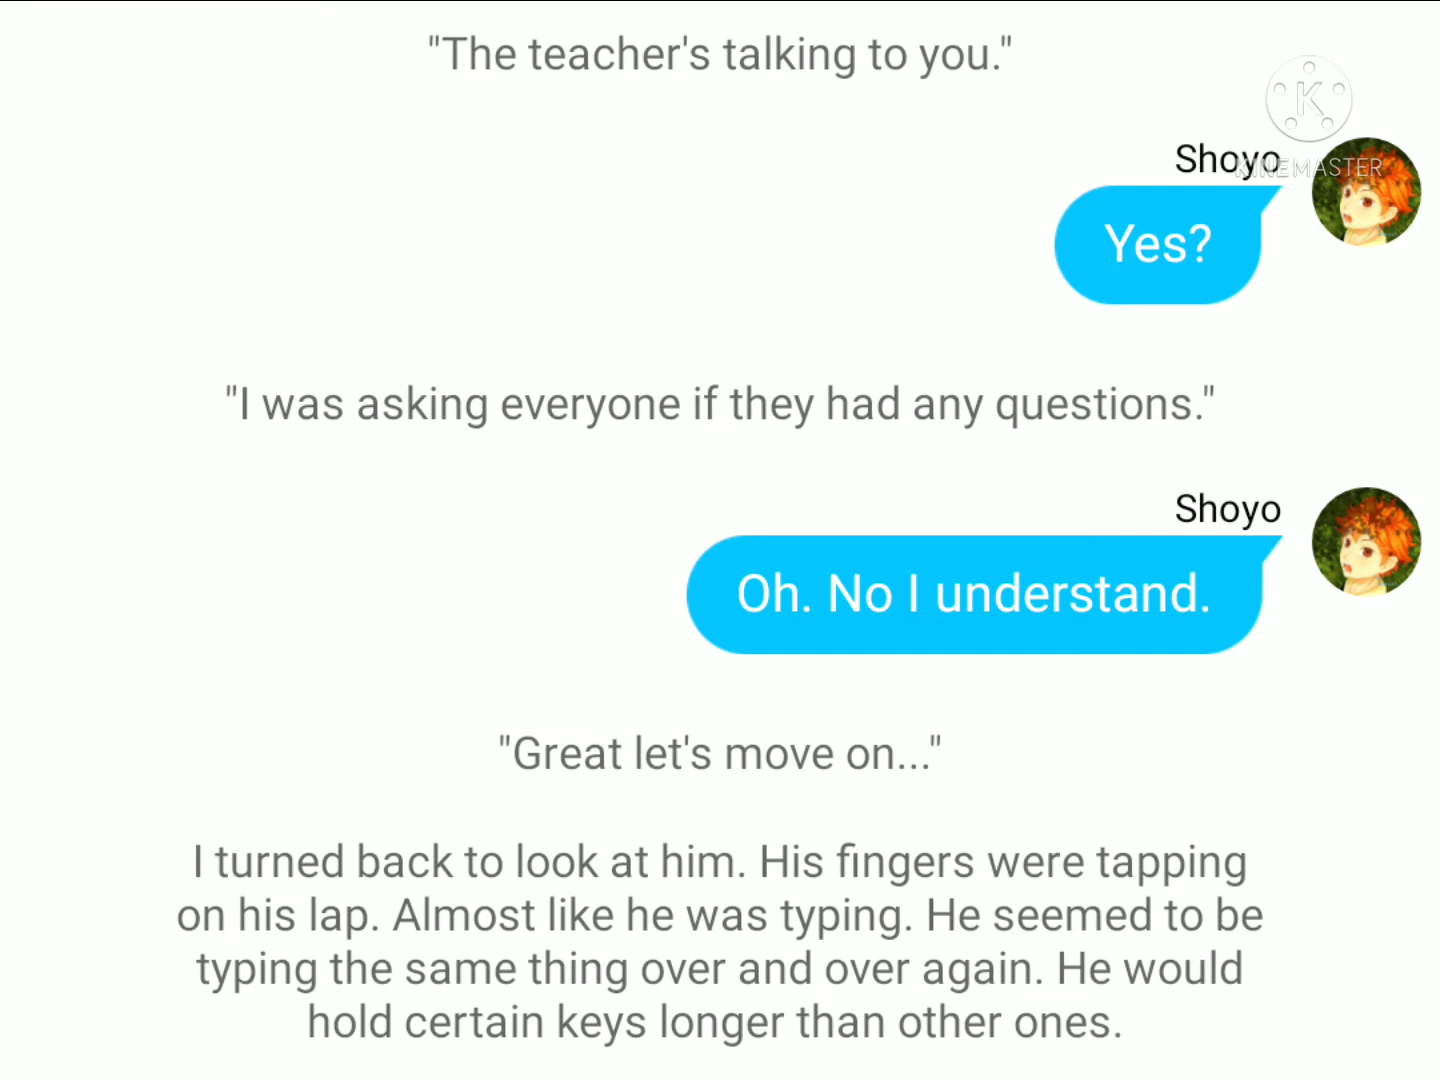 "The teacher's talking to you."
K
KINEMASTER
Shoyo
Yes?
"I was asking everyone if they had any questions."
Shoyo
Oh. No I understand.
"Great let's move on..."
I turned back to look at him. His fingers were tapping
on his lap. Almost like he was typing. He seemed to be
typing the same thing over and over again. He would
hold certain keys longer than other ones.